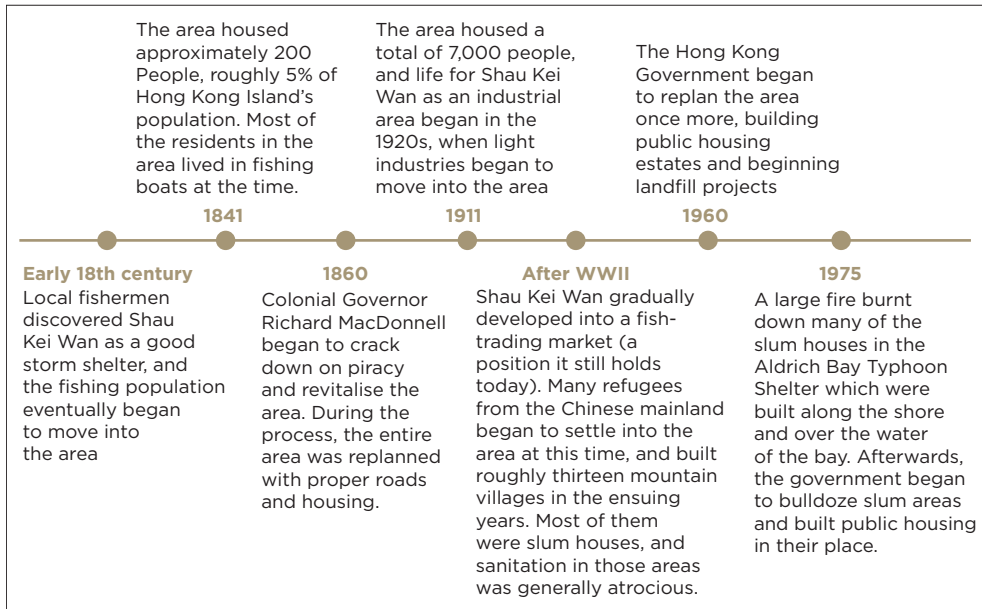 The area housed
approximately 200
People, roughly 5% of
Hong Kong Island's
population. Most of
the residents in the
area lived in fishing
boats at the time.
1841
The area housed a
total of 7,000 people,
and life for Shau Kei
Wan as an industrial
area began in the
1920s, when light
industries began to
move into the area
1911
The Hong Kong
Government began
to replan the area
once more, building
public housing
estates and beginning
landfill projects
1960
Early 18th century
Local fishermen
discovered Shau
Kei Wan as a good
storm shelter, and
the fishing population
eventually began
to move into
the area
1860
Colonial Governor
Richard MacDonnell
began to crack
down on piracy
and revitalise the
area. During the
process, the entire
area was replanned
with proper roads
and housing.
After WWII
Shau Kei Wan gradually
developed into a fish-
trading market (a
position it still holds
today). Many refugees
from the Chinese mainland
began to settle into the
area at this time, and built
roughly thirteen mountain
villages in the ensuing
years. Most of them
were slum houses, and
sanitation in those areas
was generally atrocious.
1975
A large fire burnt
down many of the
slum houses in the
Aldrich Bay Typhoon
Shelter which were
built along the shore
and over the water
of the bay. Afterwards,
the government began
to bulldoze slum areas
and built public housing
in their place.